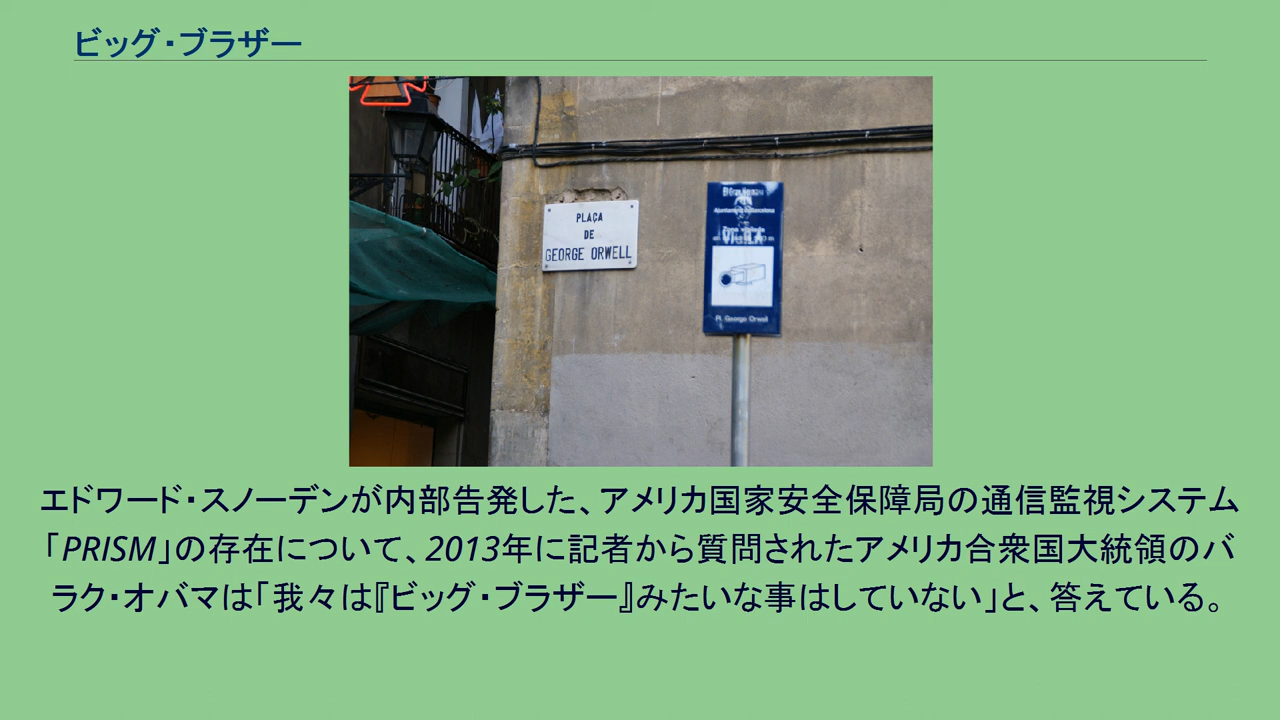 ビッグ・ブラザー
PLAÇA
DE
GEORGE ORWELL
Ajuntament de Barcelona
Zona vigilada
Pl. George Orwell
エドワード・スノーデンが内部告発した、アメリカ国家安全保障局の通信監視システム
「PRISM」の存在について、2013年に記者から質問されたアメリカ合衆国大統領のバ
ラク・オバマは「我々は『ビッグ・ブラザー』みたいな事はしていない」と、答えている。